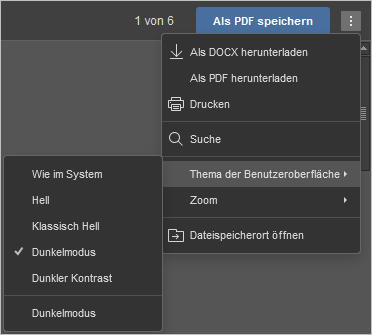 1 von 6
Als PDF speichern
Als DOCX herunterladen
Als PDF herunterladen
Drucken
Suche
Thema der Benutzeroberfläche
Zoom
Dateispeicherort öffnen
Wie im System
Hell
Klassisch Hell
Dunkelmodus
Dunkler Kontrast
Dunkelmodus